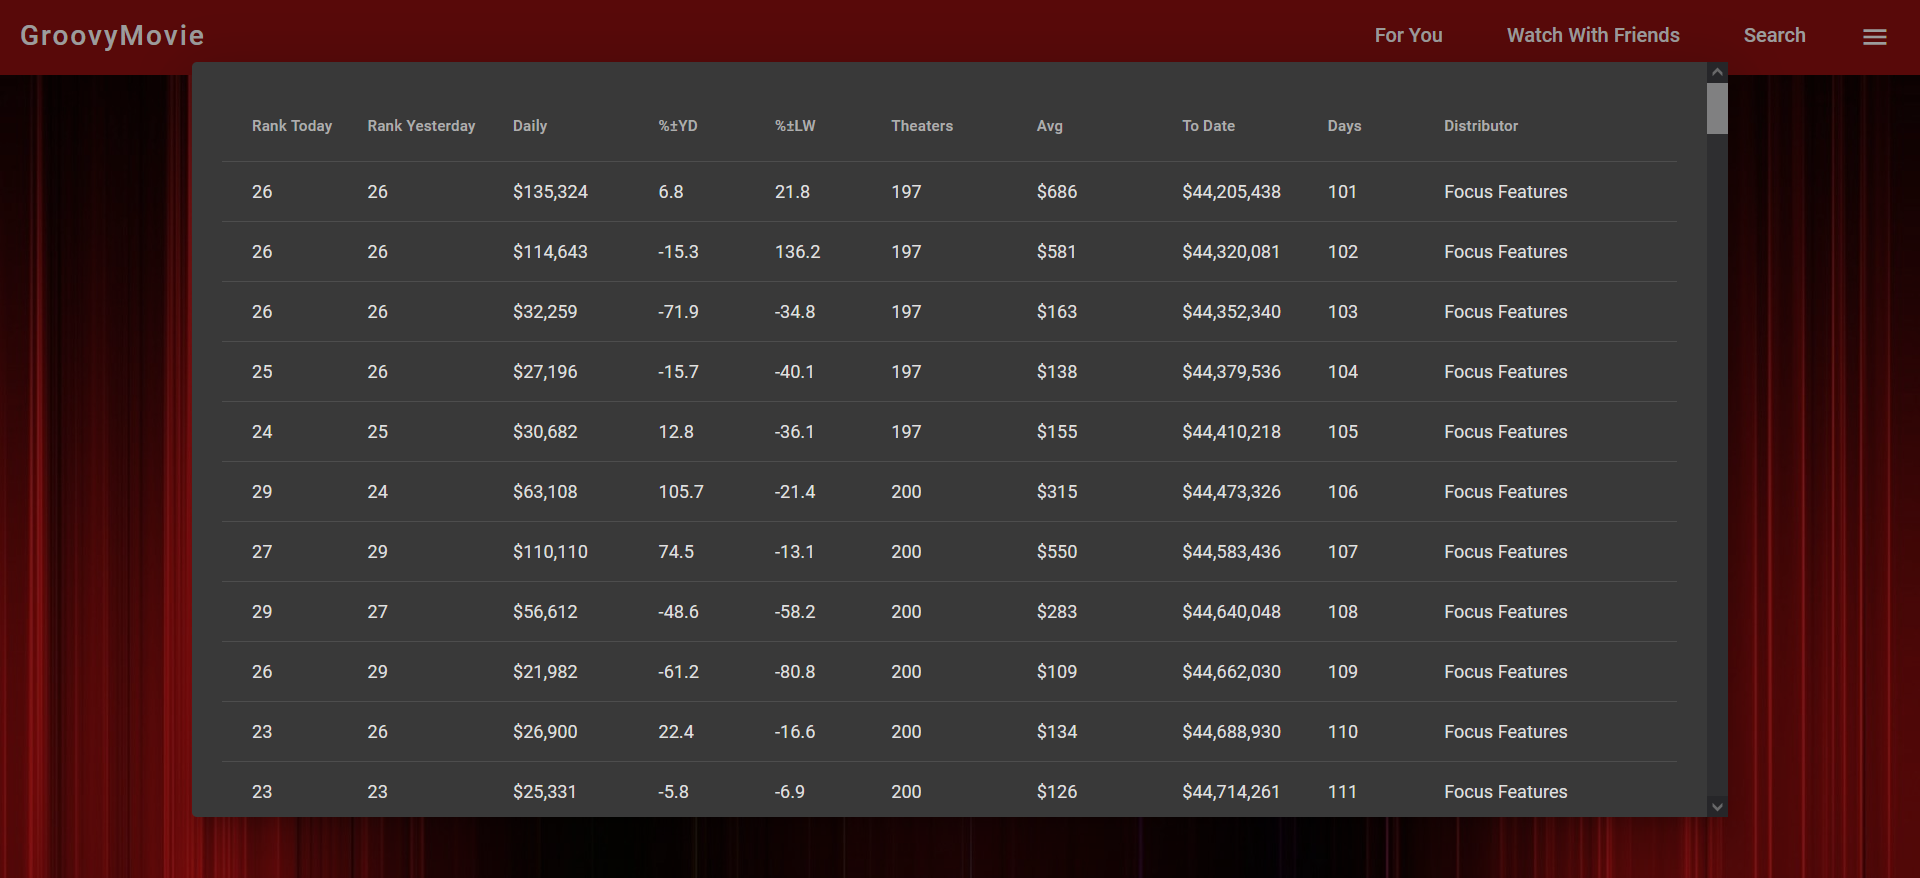 GroovyMovie For You Watch With Friends Search
Rank Today Rank Yesterday Daily %±YD %±LW Theaters Avg To Date Days Distributor
26 26 $135,324 6.8 21.8 197 $686 $44,205,438 101 Focus Features
26 26 $114,643 -15.3 136.2 197 $581 $44,320,081 102 Focus Features
26 26 $32,259 -71.9 -34.8 197 $163 $44,352,340 103 Focus Features
25 26 $27,196 -15.7 -40.1 197 $138 $44,379,536 104 Focus Features
24 25 $30,682 12.8 -36.1 197 $155 $44,410,218 105 Focus Features
29 24 $63,108 105.7 -21.4 200 $315 $44,473,326 106 Focus Features
27 29 $110,110 74.5 -13.1 200 $550 $44,583,436 107 Focus Features
29 27 $56,612 -48.6 -58.2 200 $283 $44,640,048 108 Focus Features
26 29 $21,982 -61.2 -80.8 200 $109 $44,662,030 109 Focus Features
23 26 $26,900 22.4 -16.6 200 $134 $44,688,930 110 Focus Features
23 23 $25,331 -5.8 -6.9 200 $126 $44,714,261 111 Focus Features